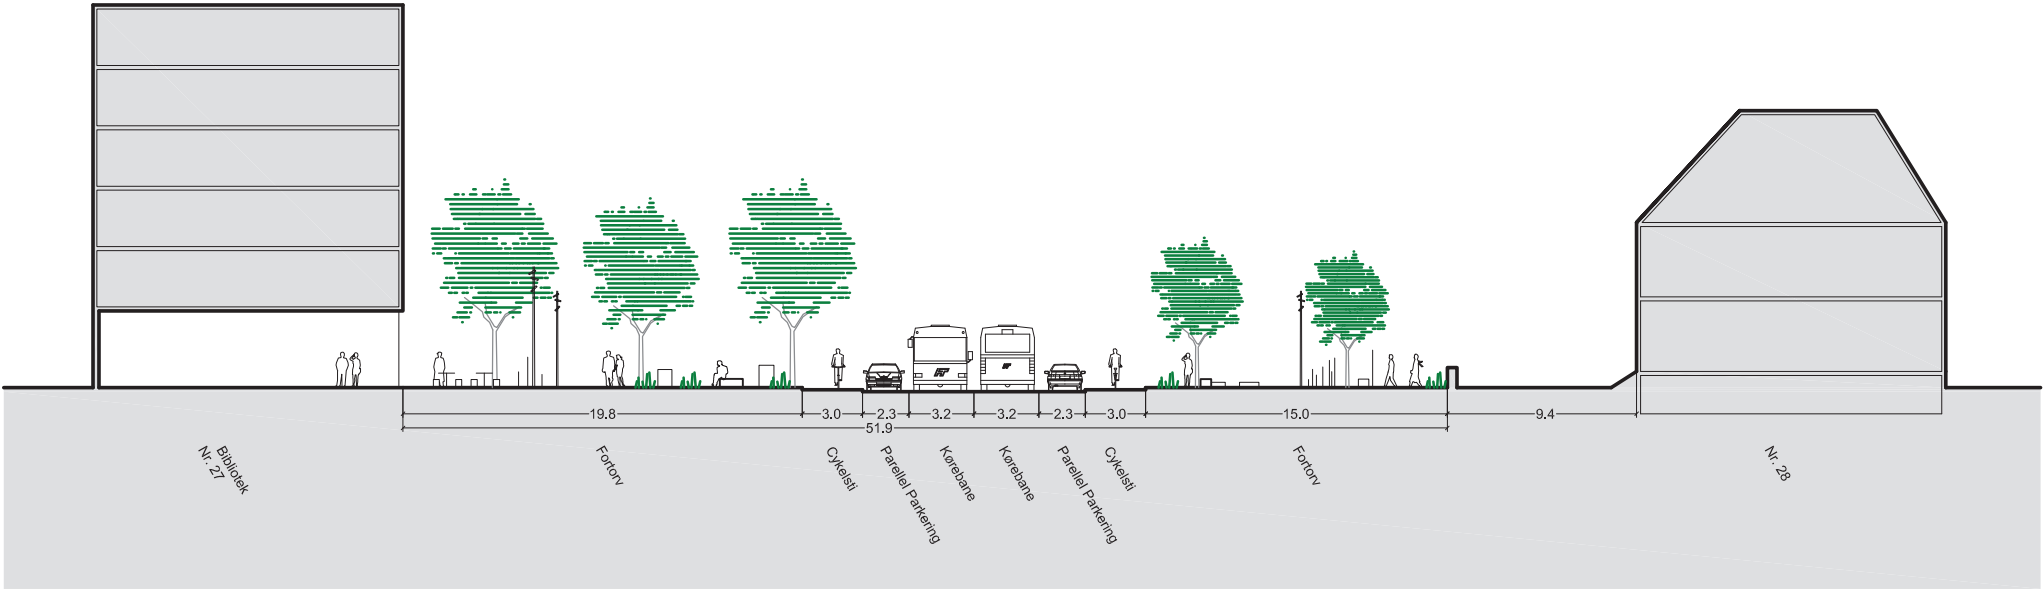 19.8
3.0
2.3
3.2
3.2
2.3
3.0
15.0
9.4
51.9
Bibliotek
Nr. 27
Fortorv
Cykelsti
Parellel Parkering
Kørebane
Kørebane
Parellel Parkering
Cykelsti
Fortorv
Nr. 28